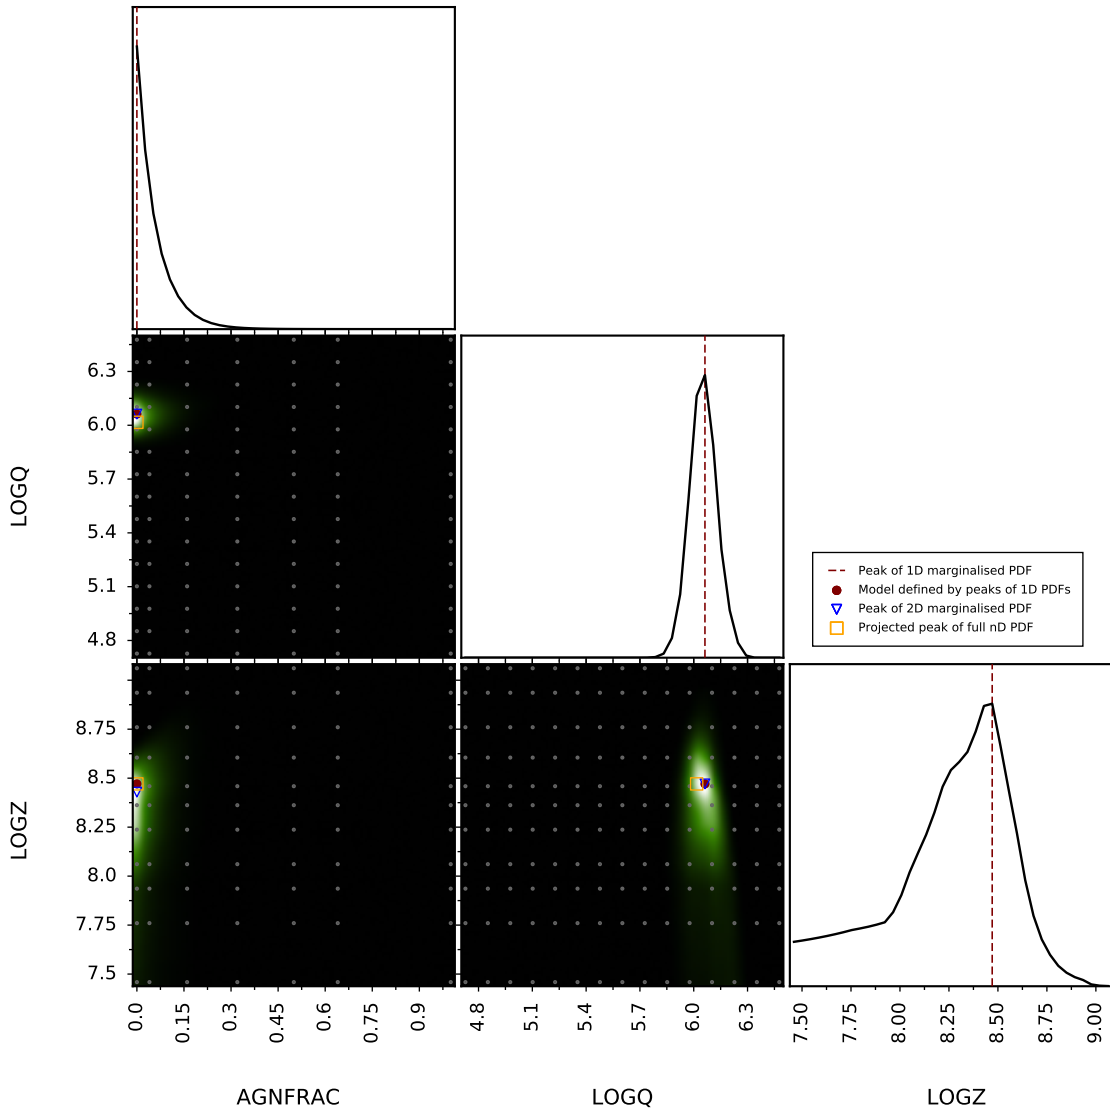 6.3
6.0
5.7
5.4
5.1
4.8
LOGQ
Peak of 1D marginalised PDF
Model defined by peaks of 1D PDFs
Peak of 2D marginalised PDF
Projected peak of full nD PDF
8.75
8.5
8.25
8.0
7.75
7.5
LOGZ
0.0 0.15 0.3 0.45 0.6 0.75 0.9
4.8 5.1 5.4 5.7 6.0 6.3
7.50 7.75 8.00 8.25 8.50 8.75 9.00
AGNFRAC LOGQ LOGZ